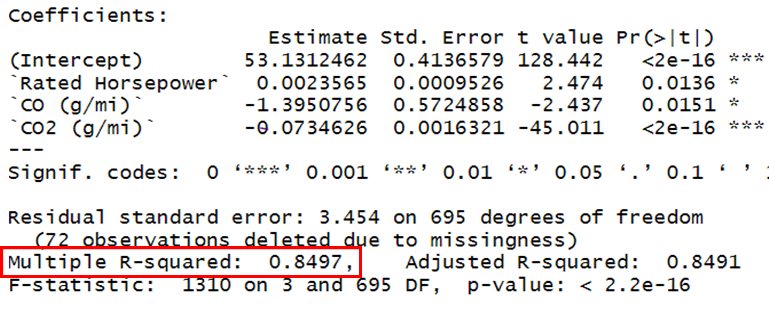 Coefficients:
Estimate Std. Error t value Pr(>|t|)
(Intercept) 53.1312462 0.4136579 128.442 <2e-16 ***
`Rated Horsepower` 0.0023565 0.0009526 2.474 0.0136 *
`CO (g/mi)` -1.3950756 0.5724858 -2.437 0.0151 *
`CO2 (g/mi)` -0.0734626 0.0016321 -45.011 <2e-16 ***
---
Signif. codes: 0 ‘***’ 0.001 ‘**’ 0.01 ‘*’ 0.05 ‘.’ 0.1 ‘ ’
Residual standard error: 3.454 on 695 degrees of freedom
(72 observations deleted due to missingness)
Multiple R-squared: 0.8497, Adjusted R-squared: 0.8491
F-statistic: 1310 on 3 and 695 DF, p-value: < 2.2e-16